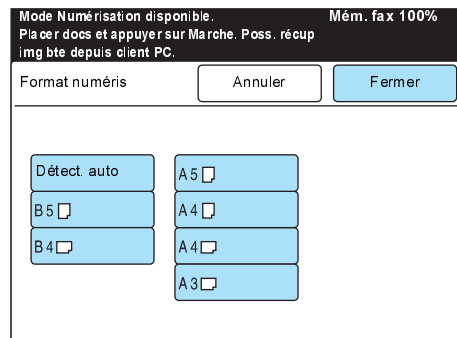 Mode Numérisation disponible. Mém. fax 100%
Placer docs et appuyer sur Marche. Poss. récup
img bte depuis client PC.
Format numéris Annuler Fermer
Détect. auto
B5
B4
A5
A4
A4
A3